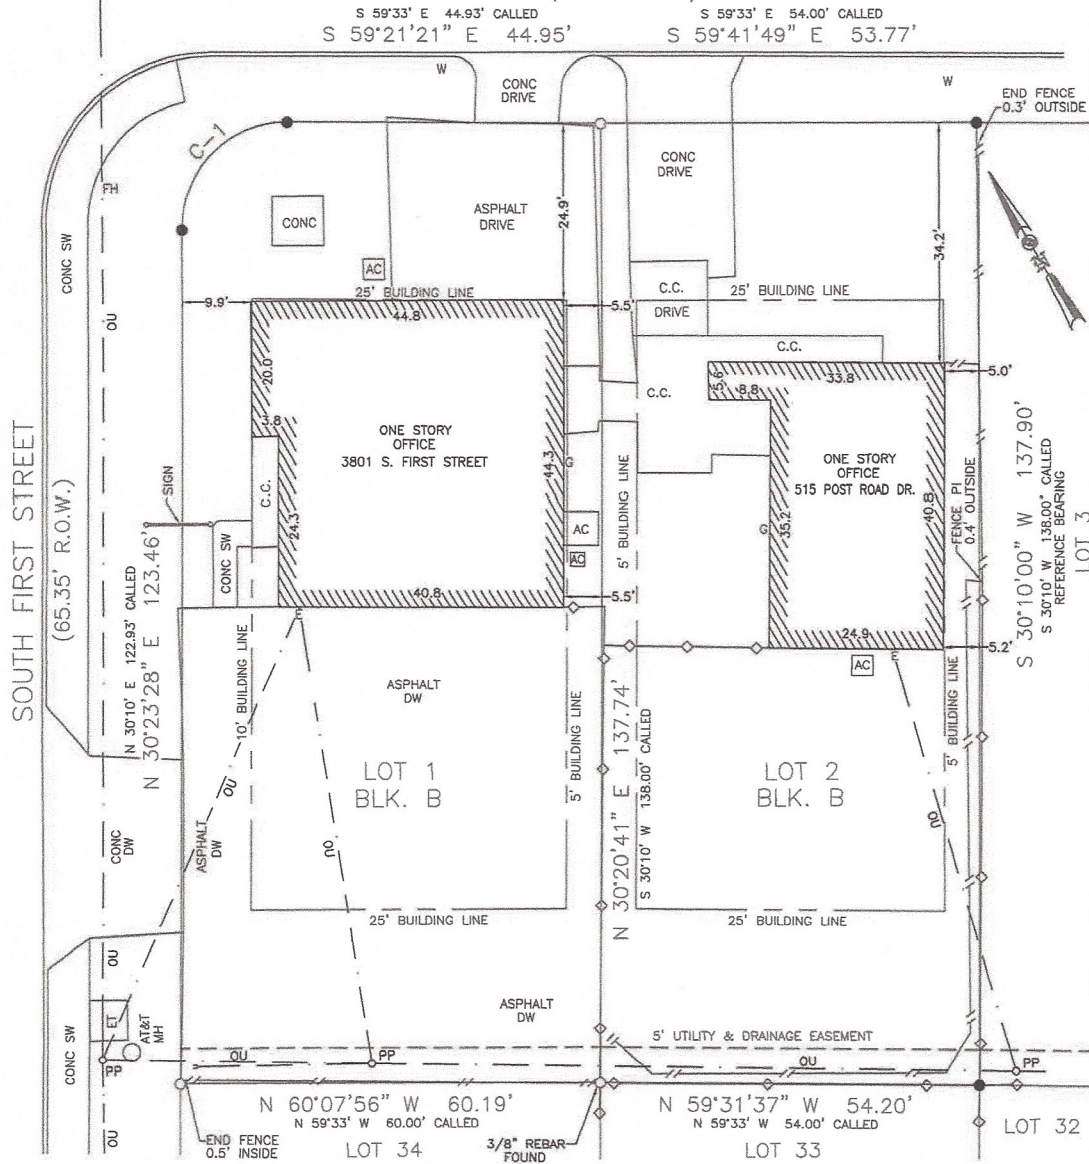 S 59°33' E 44.93' CALLED
S 59°21'21" E 44.95'
S 59°33' E 54.00' CALLED
S 59°41'49" E 53.77'
W
CONC
DRIVE
W
END FENCE
0.3' OUTSIDE
C-1
FH
CONC SW
OU
CONC
ASPHALT
DRIVE
24.9'
CONC
DRIVE
34.2'
AC
9.9'
25' BUILDING LINE
44.8
5.5'
C.C.
DRIVE
25' BUILDING LINE
C.C.
20.0
3.8
ONE STORY
OFFICE
3801 S. FIRST STREET
44.3
G
C.C.
5.6
8.8
33.8
5.0'
ONE STORY
OFFICE
515 POST ROAD DR.
40.8
35.2
G
24.9
5.2'
FENCE PI
0.4' OUTSIDE
S 30°10'00" W 137.90'
S 30°10' W 138.00' CALLED
REFERENCE BEARING
LOT 3
SOUTH FIRST STREET
(65.35' R.O.W.)
SIGN
C.C.
CONC SW
24.3
40.8
E
AC
AC
5' BUILDING LINE
5.5'
AC
E
N 30°10' E 122.93' CALLED
N 30°23'28" E 123.46'
10' BUILDING LINE
ASPHALT
DW
5' BUILDING LINE
N 30°20'41" E 137.74'
S 30°10' W 138.00' CALLED
5' BUILDING LINE
LOT 1
BLK. B
LOT 2
BLK. B
OU
OU
OU
CONC
DW
ASPHALT
DW
25' BUILDING LINE
25' BUILDING LINE
OU
ET
AT&T
MH
ASPHALT
DW
5' UTILITY & DRAINAGE EASEMENT
CONC SW
PP
OU
PP
OU
PP
OU
N 60°07'56" W 60.19'
N 59°33' W 60.00' CALLED
N 59°31'37" W 54.20'
N 59°33' W 54.00' CALLED
END FENCE
0.5' INSIDE
LOT 34
3/8" REBAR
FOUND
LOT 33
LOT 32